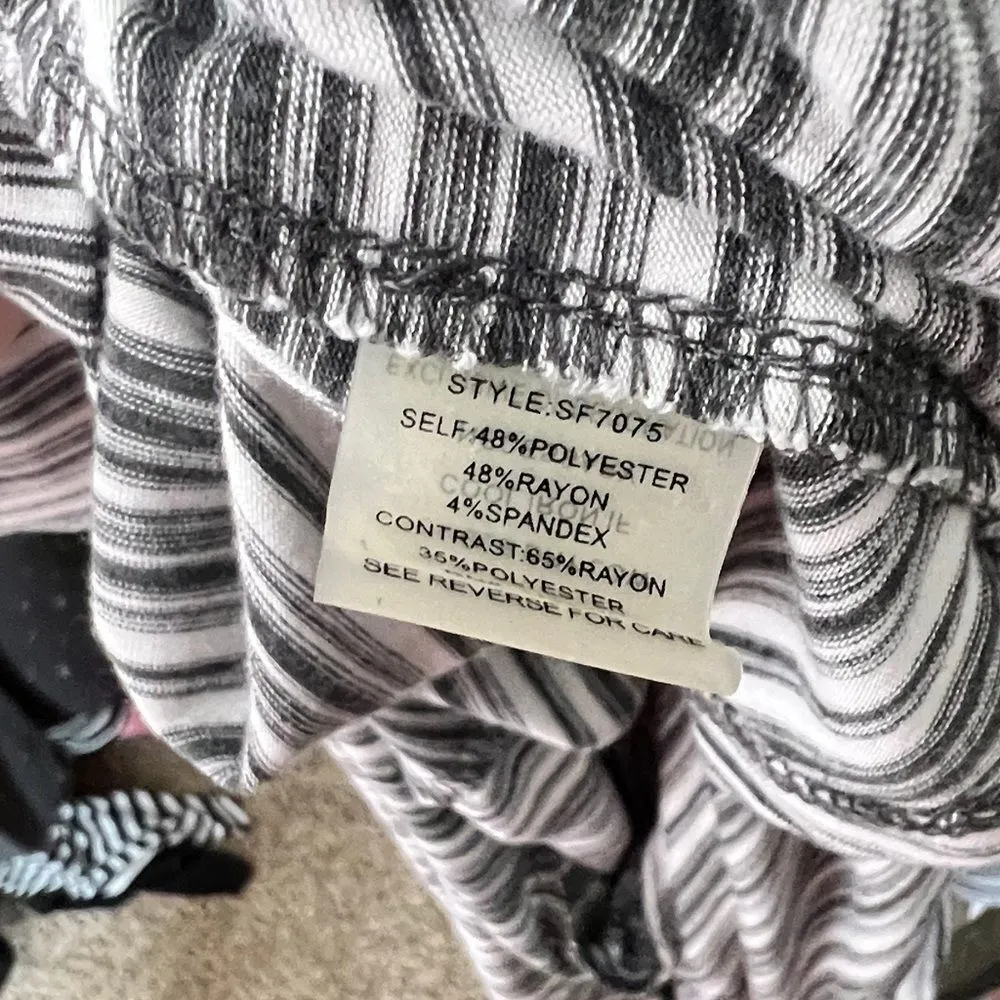 STYLE:SF7075
SELF:48%POLYESTER
48%RAYON
4%SPANDEX
CONTRAST:65%RAYON
35%POLYESTER
SEE REVERSE FOR CARE